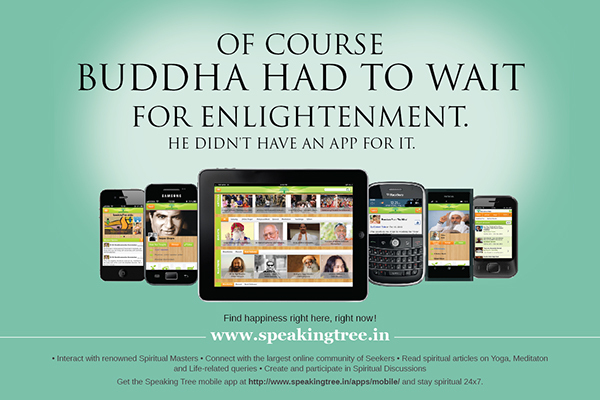 OF COURSE
BUDDHA HAD TO WAIT
FOR ENLIGHTENMENT.
HE DIDN'T HAVE AN APP FOR IT.
SAMSUNG
BlackBerry
Find happiness right here, right now!
www.speakingtree.in
• Interact with renowned Spiritual Masters • Connect with the largest online community of Seekers • Read spiritual articles on Yoga, Meditaton
and Life-related queries • Create and participate in Spiritual Discussions
Get the Speaking Tree mobile app at http://www.speakingtree.in/apps/mobile/ and stay spiritual 24x7.